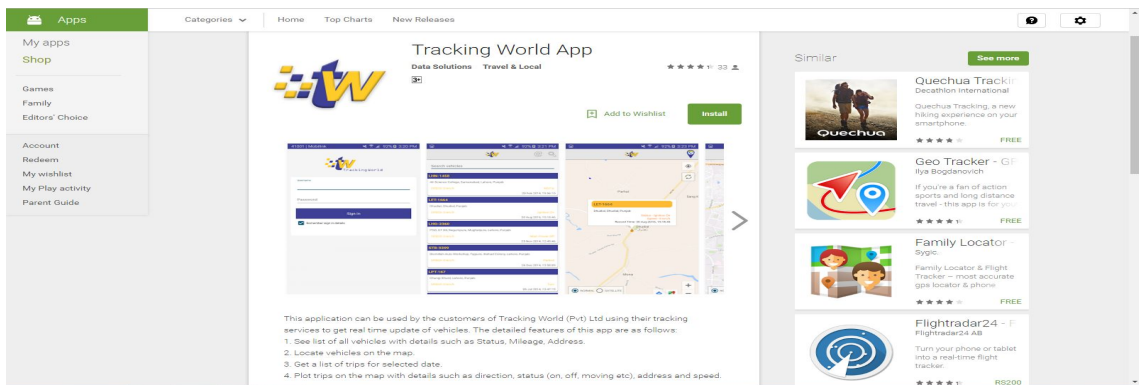 Apps
Categories
Home
Top Charts
New Releases
My apps
Shop
Games
Family
Editors' Choice
Account
Redeem
My wishlist
My Play activity
Parent Guide
tw
Tracking World App
Data Solutions Travel & Local
33
3+
Add to Wishlist
Install
Password
Sign in
Search vehicles
This application can be used by the customers of Tracking World (Pvt) Ltd using their tracking
services to get real time update of vehicles. The detailed features of this app are as follows:
1. See list of all vehicles with details such as Status, Mileage, Address.
2. Locate vehicles on the map.
3. Get a list of trips for selected date.
4. Plot trips on the map with details such as direction, status (on, off, moving etc), address and speed.
Similar
See more
Quechua
Quechua Trackin
Decathlon International
Quechua Tracking, a new
hiking experience on your
smartphone.
FREE
Geo Tracker - GP
Ilya Bogdanovich
If you're a fan of action
sports and long distance
travel - this app is for you
FREE
Family Locator -
Sygic.
Family Locator & Flight
Tracker – most accurate
gps locator & phone
FREE
Flightradar24 - F
Flightradar24 AB
Turn your phone or tablet
into a real-time flight
tracker.
RS200